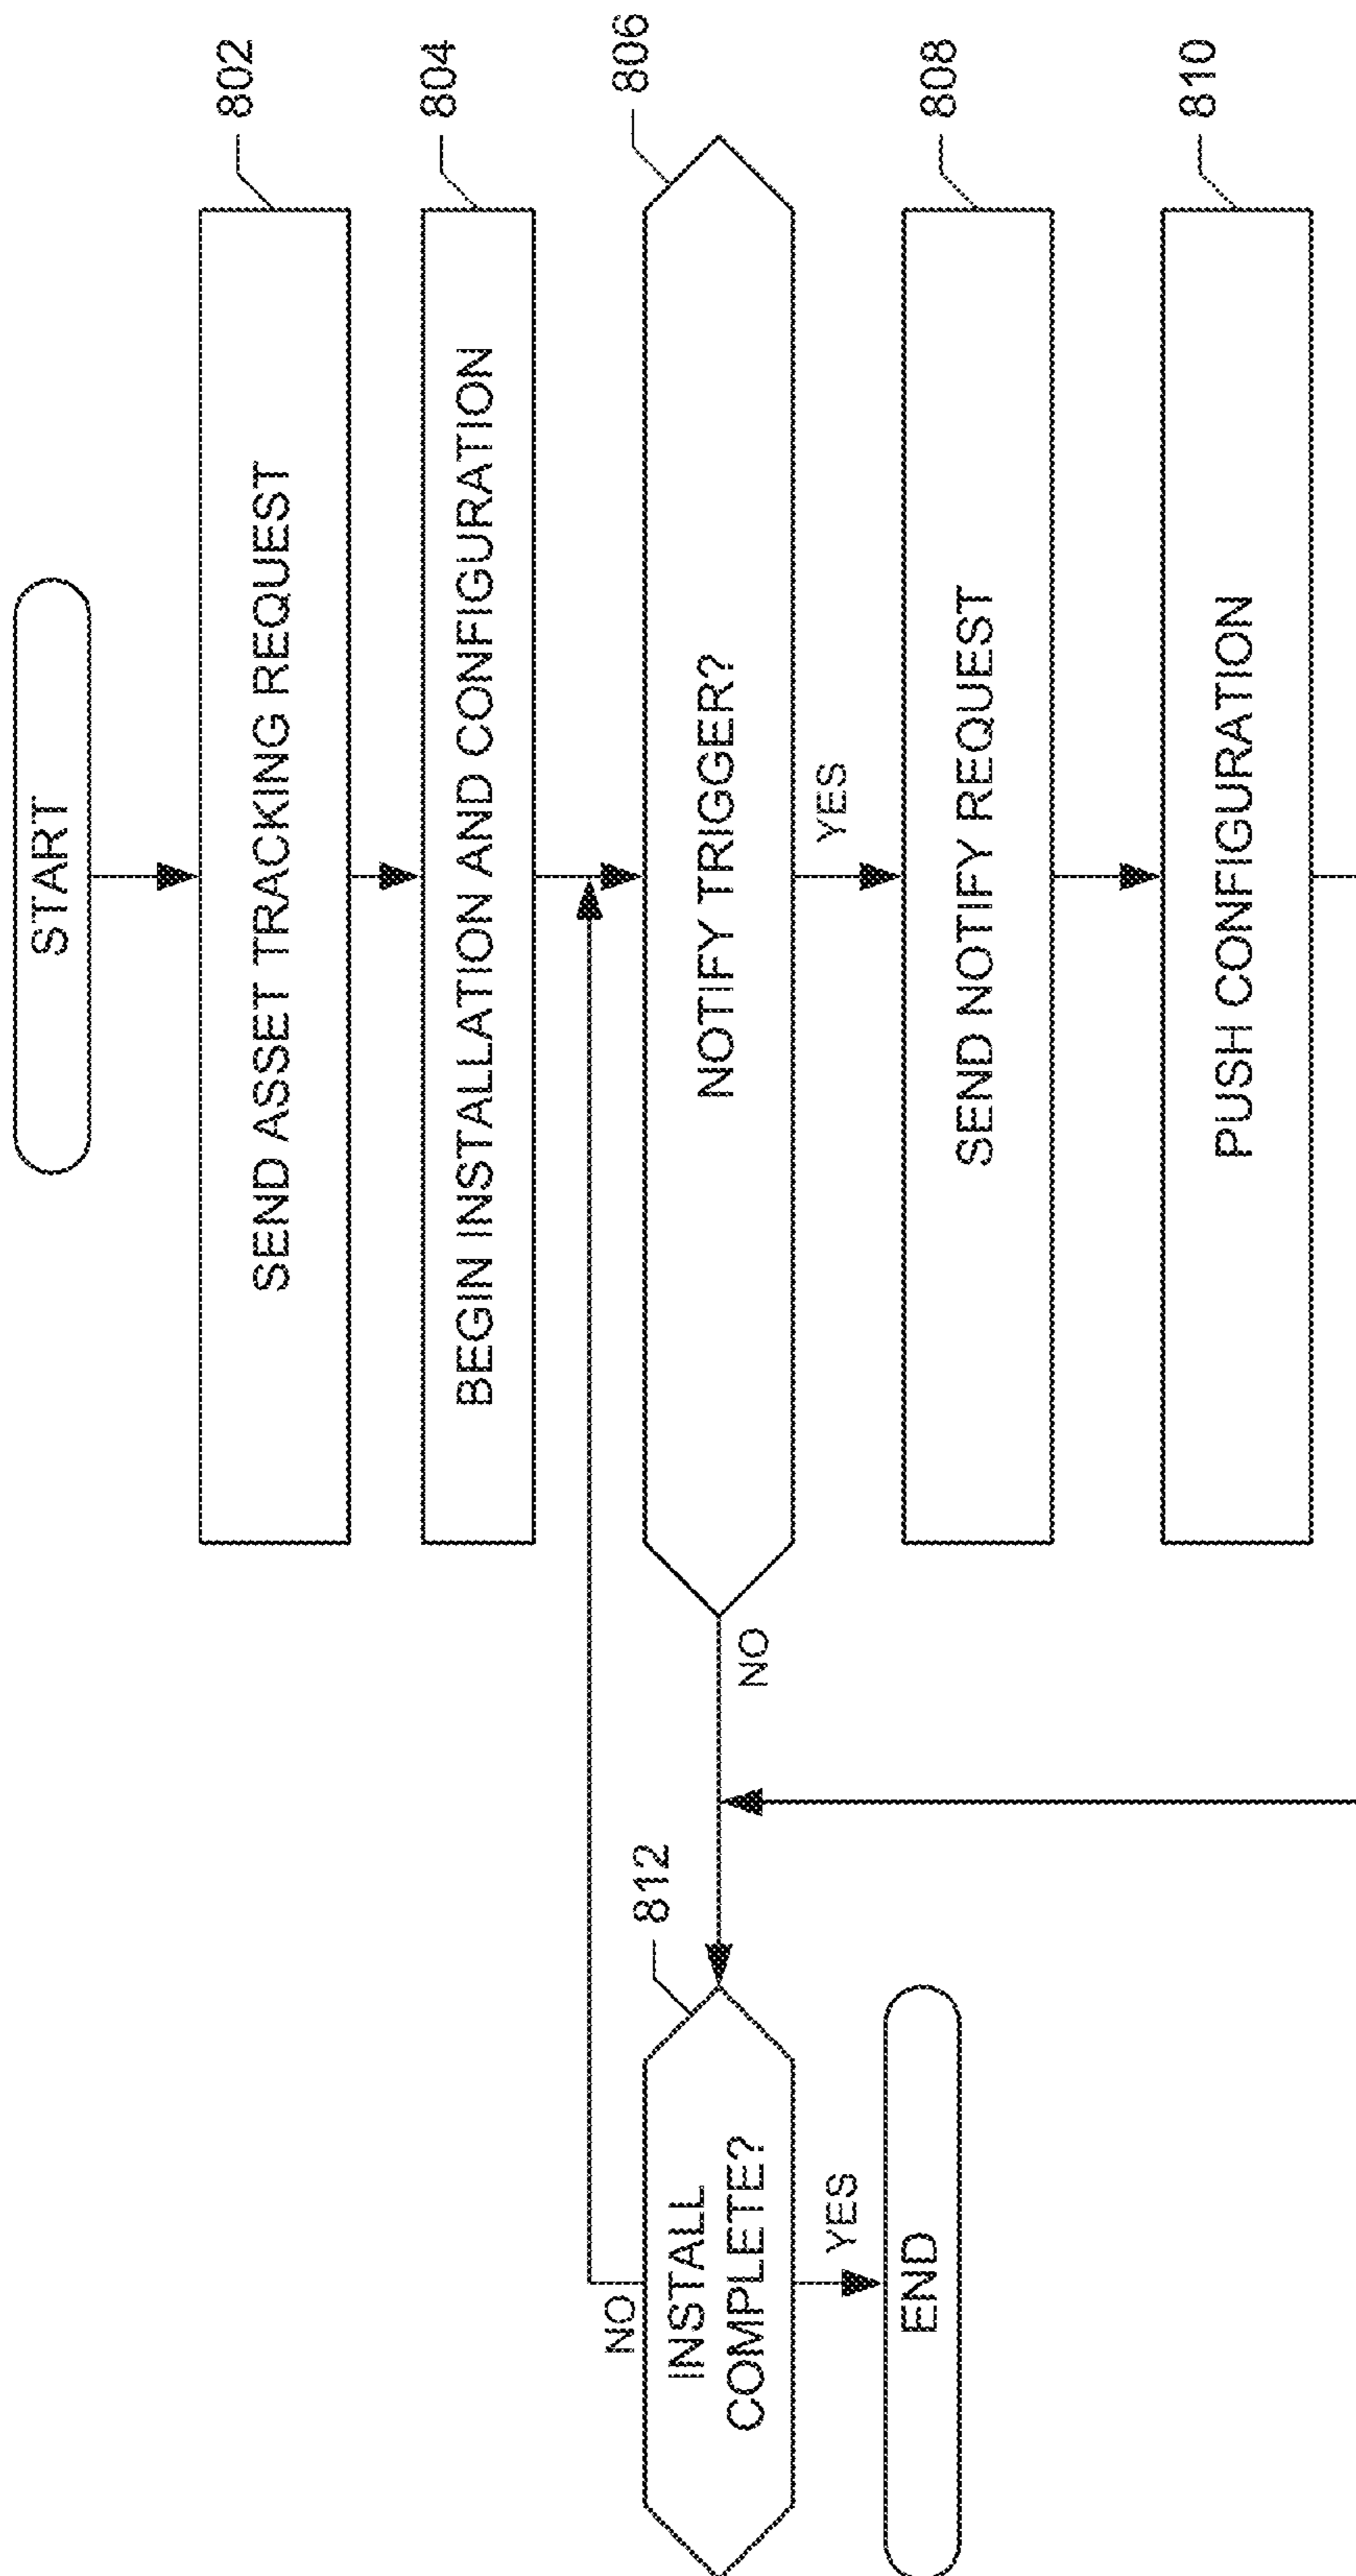 START
802
SEND ASSET TRACKING REQUEST
804
BEGIN INSTALLATION AND CONFIGURATION
806
NOTIFY TRIGGER?
NO
YES
808
SEND NOTIFY REQUEST
810
PUSH CONFIGURATION
812
NO
INSTALL
COMPLETE?
YES
END